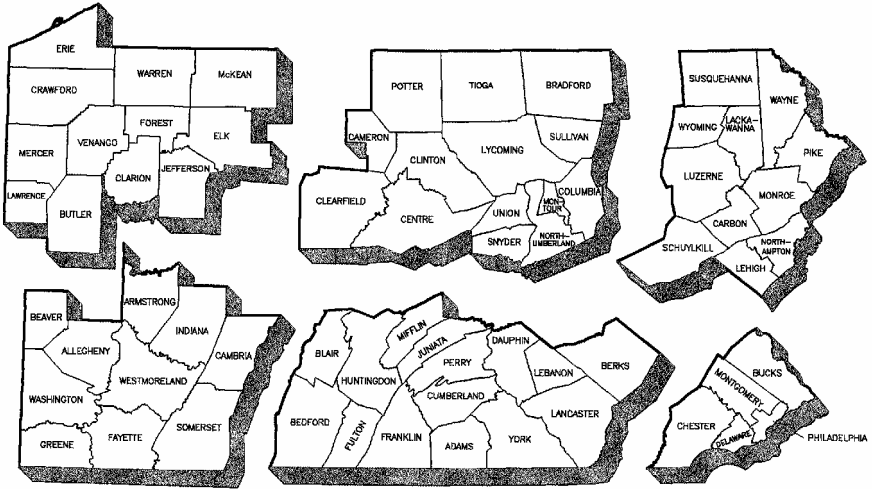 ERIE
CRAWFORD
WARREN
McKEAN
MERCER
VENANGO
FOREST
ELK
CLARION
JEFFERSON
LAWRENCE
BUTLER
POTTER
TIOGA
BRADFORD
CAMERON
CLINTON
LYCOMING
SULLIVAN
CLEARFIELD
CENTRE
UNION
MON-
TOUR
COLUMBIA
SNYDER
NORTH-
UMBERLAND
SUSQUEHANNA
WAYNE
WYOMING
LACKA-
WANNA
PIKE
LUZERNE
MONROE
CARBON
SCHUYLKILL
NORTH-
AMPTON
LEHIGH
BEAVER
ARMSTRONG
INDIANA
ALLEGHENY
CAMBRIA
WESTMORELAND
WASHINGTON
GREENE
FAYETTE
SOMERSET
BLAIR
HUNTINGDON
MIFFLIN
JUNIATA
PERRY
DAUPHIN
LEBANON
BERKS
CUMBERLAND
BEDFORD
FULTON
FRANKLIN
ADAMS
YORK
LANCASTER
BUCKS
MONTGOMERY
CHESTER
DELAWARE
PHILADELPHIA